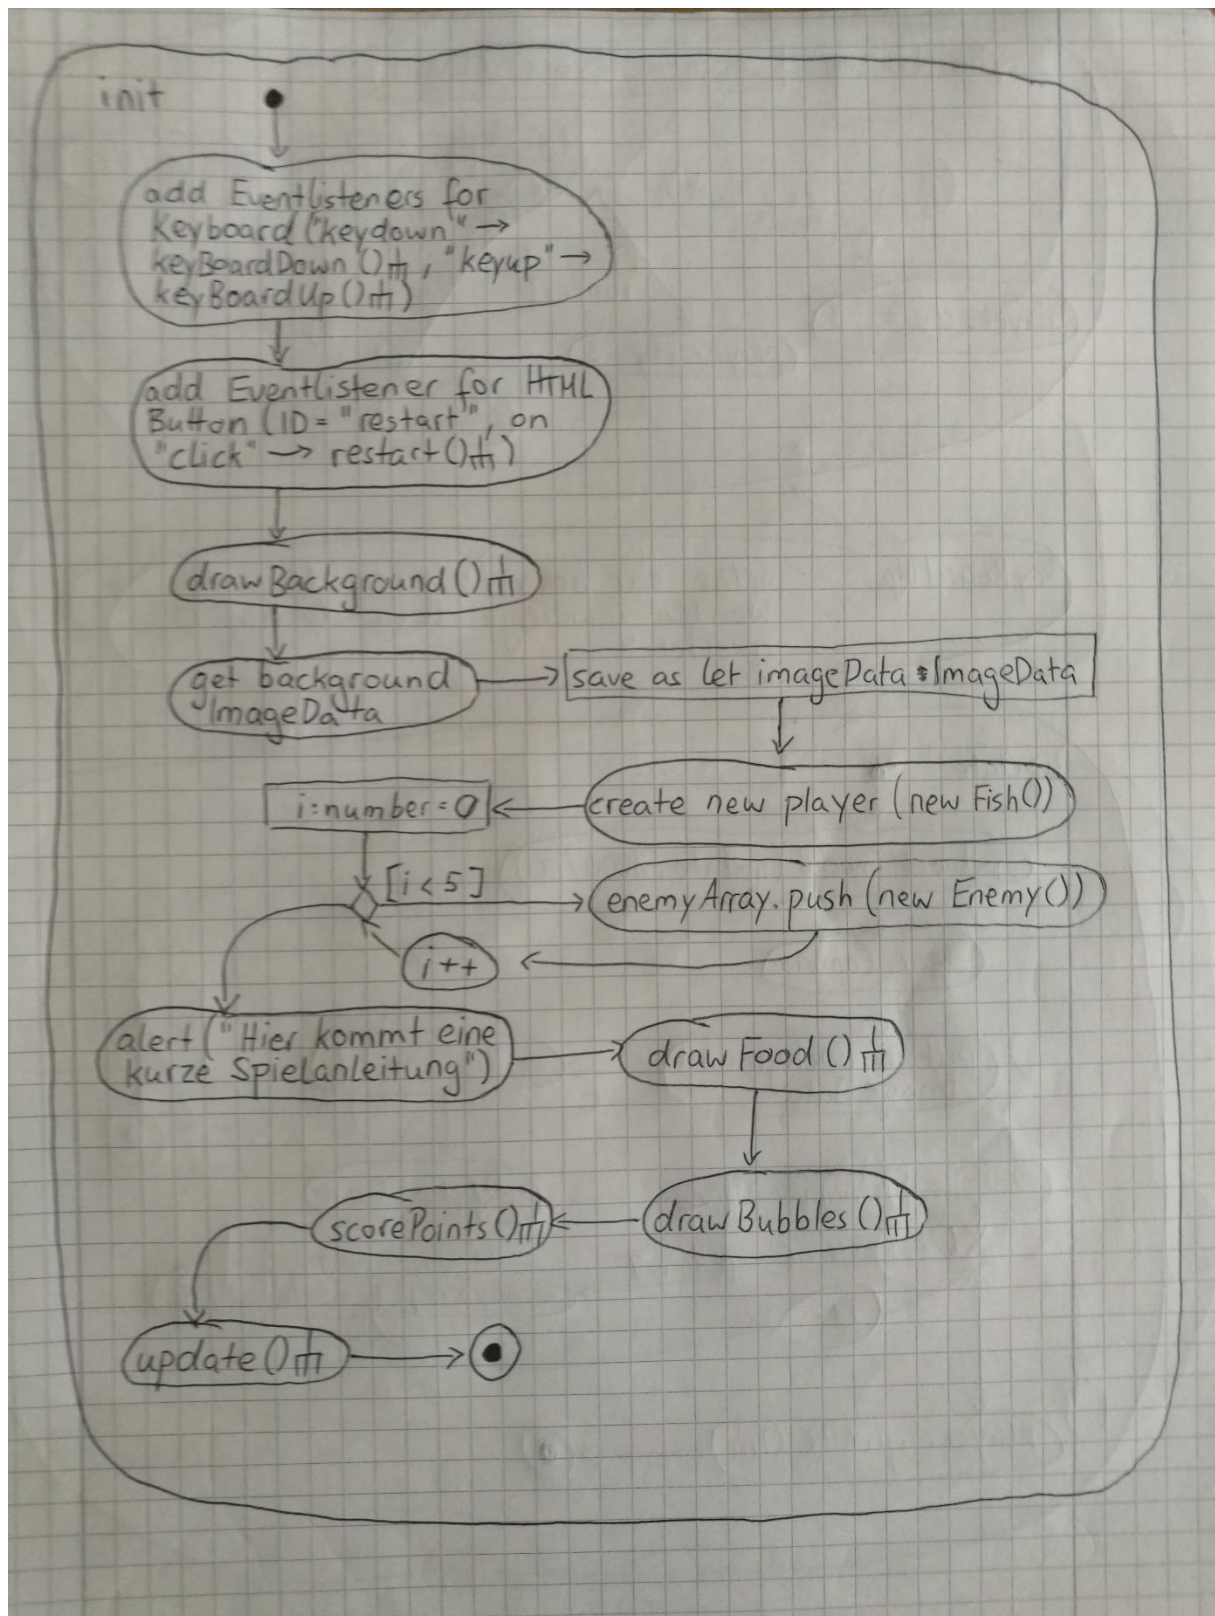 init
add Eventlisteners for
Keyboard ("keydown" →
keyBoardDown (), "keyup" →
keyBoardUp ())
add Eventlistener for HTML
Button (ID = "restart", on
"click" → restart ())
drawBackground ()
get background
ImageData
save as let imageData : ImageData
create new player (new Fish())
i:number = 0
[i < 5]
enemyArray.push (new Enemy())
i++
alert ("Hier kommt eine
kurze Spielanleitung")
drawFood ()
drawBubbles ()
scorePoints ()
update ()